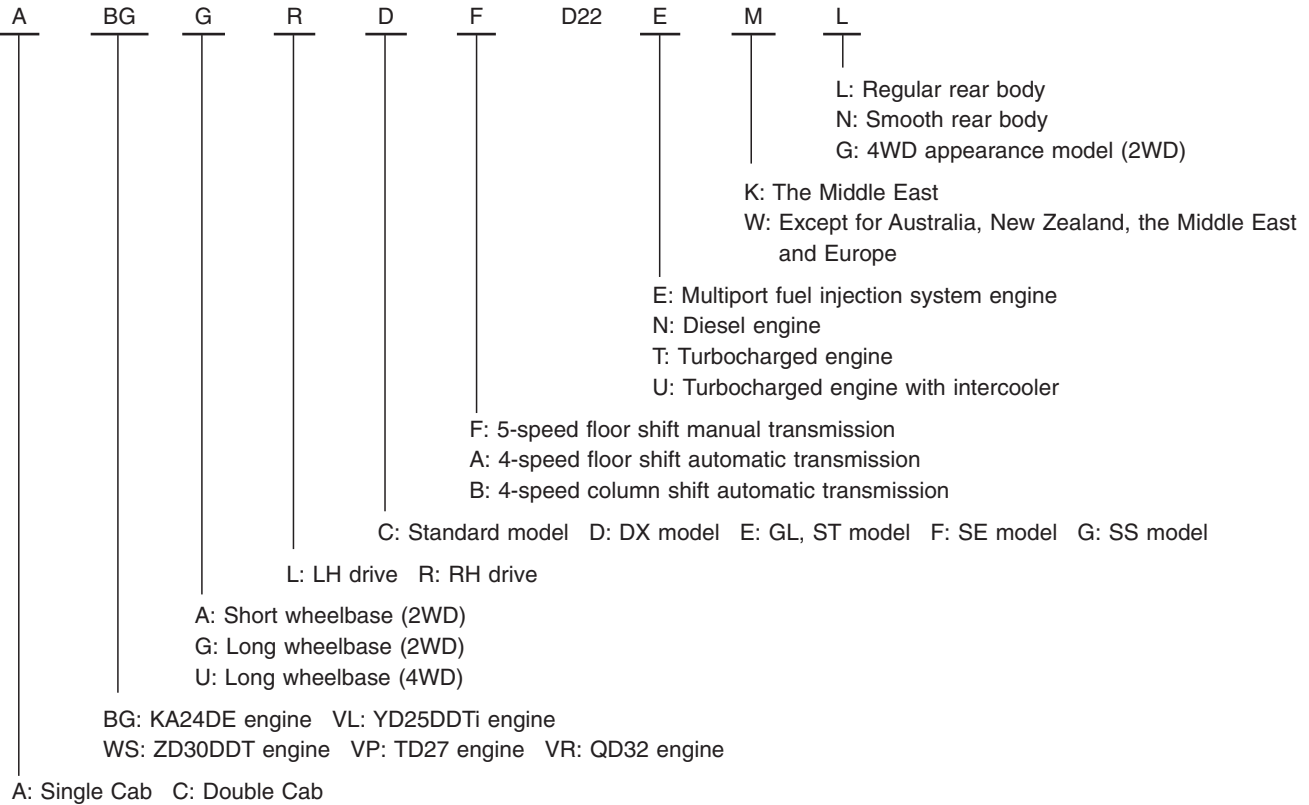 A BG G R D F D22 E M L
L: Regular rear body
N: Smooth rear body
G: 4WD appearance model (2WD)
K: The Middle East
W: Except for Australia, New Zealand, the Middle East
and Europe
E: Multiport fuel injection system engine
N: Diesel engine
T: Turbocharged engine
U: Turbocharged engine with intercooler
F: 5-speed floor shift manual transmission
A: 4-speed floor shift automatic transmission
B: 4-speed column shift automatic transmission
C: Standard model D: DX model E: GL, ST model F: SE model G: SS model
L: LH drive R: RH drive
A: Short wheelbase (2WD)
G: Long wheelbase (2WD)
U: Long wheelbase (4WD)
BG: KA24DE engine VL: YD25DDTi engine
WS: ZD30DDT engine VP: TD27 engine VR: QD32 engine
A: Single Cab C: Double Cab